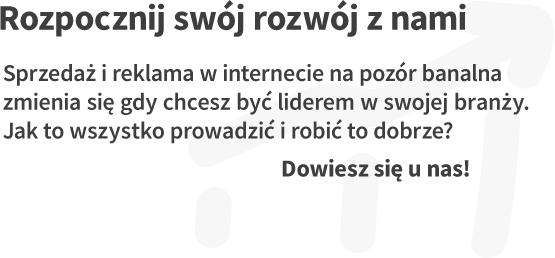 Rozpocznij swój rozwój z nami
Sprzedaż i reklama w internecie na pozór banalna
zmienia się gdy chcesz być liderem w swojej branży.
Jak to wszystko prowadzić i robić to dobrze?
Dowiesz się u nas!